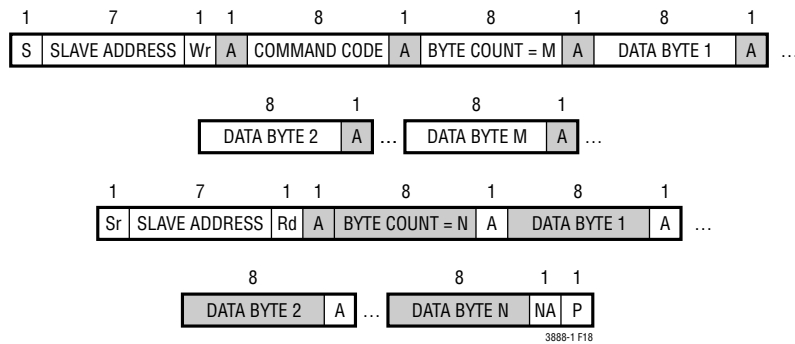 1 7 1 1 8 1 8 1 8 1
S SLAVE ADDRESS Wr A COMMAND CODE A BYTE COUNT = M A DATA BYTE 1 A …
8 1 8 1
DATA BYTE 2 A … DATA BYTE M A …
1 7 1 1 8 1 8 1
Sr SLAVE ADDRESS Rd A BYTE COUNT = N A DATA BYTE 1 A …
8 8 1 1
DATA BYTE 2 A … DATA BYTE N NA P
3888-1 F18